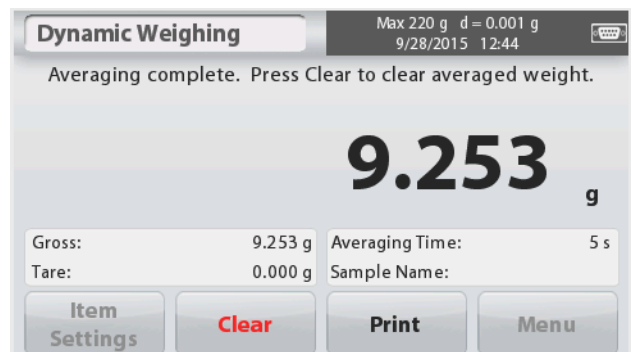 Dynamic Weighing
Max 220 g d = 0.001 g
9/28/2015 12:44
Averaging complete. Press Clear to clear averaged weight.
9.253 g
Gross: 9.253 g
Tare: 0.000 g
Averaging Time: 5 s
Sample Name:
Item
Settings
Clear
Print
Menu